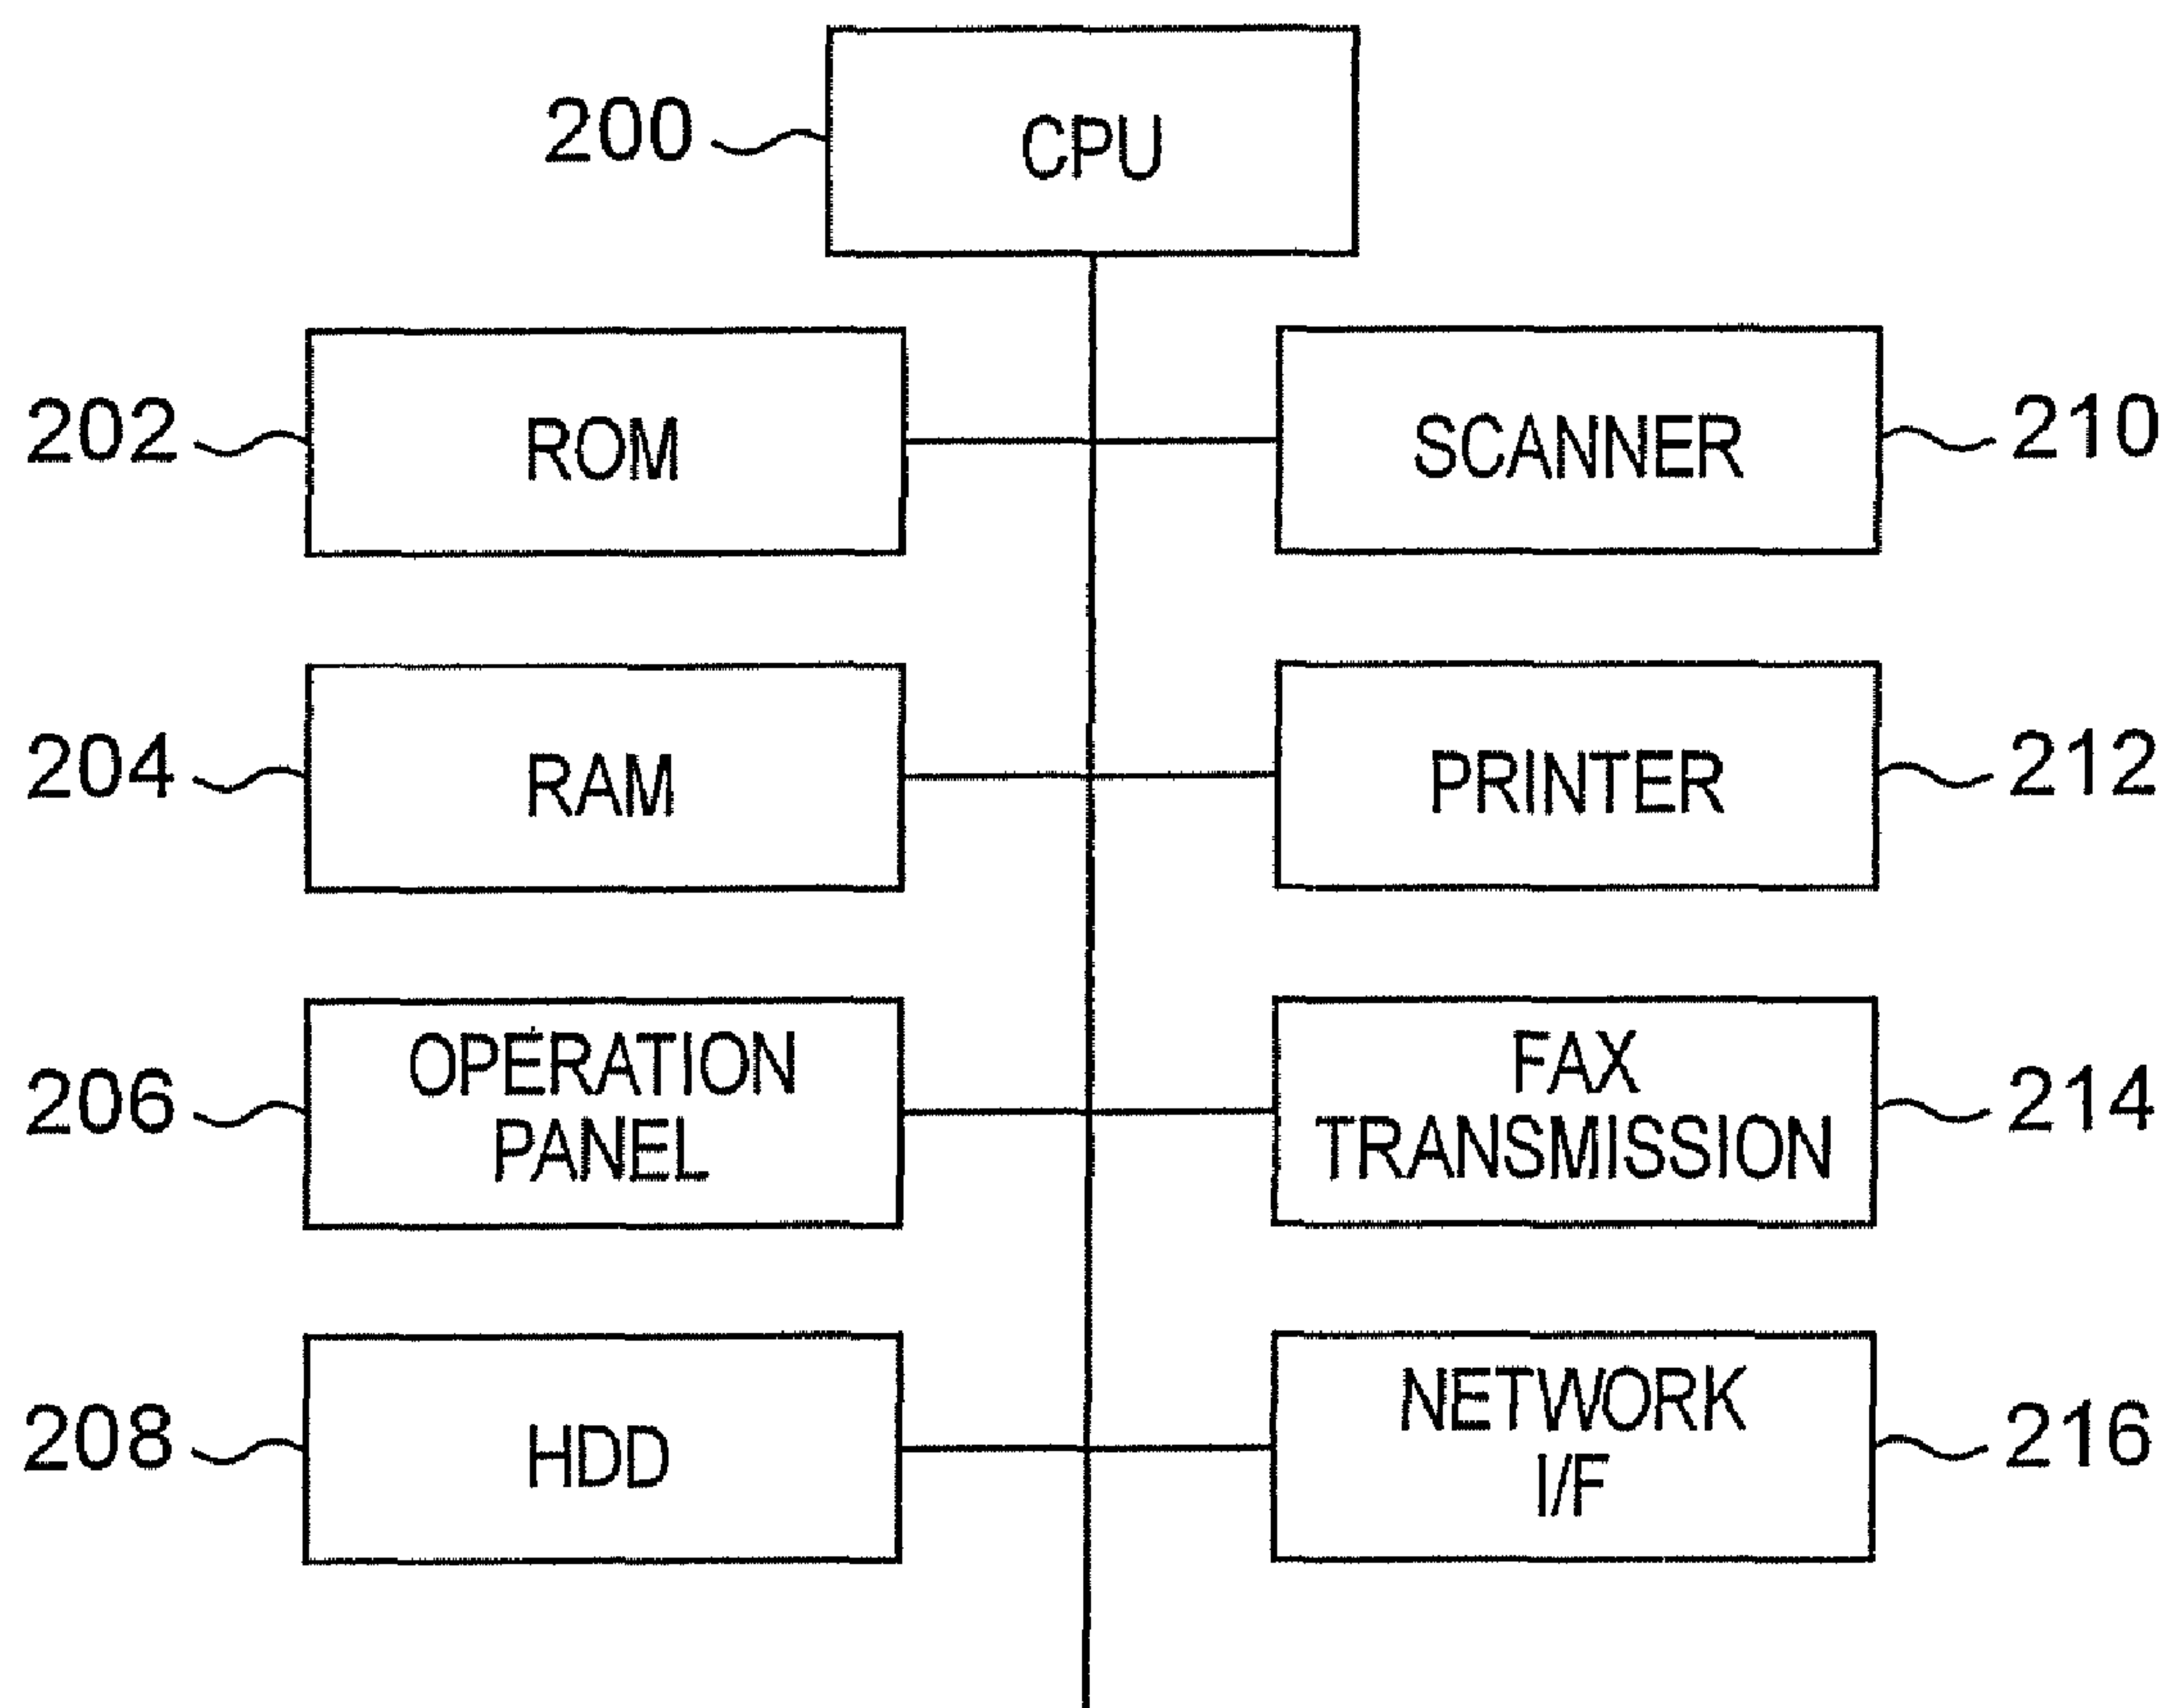 200
CPU
202
ROM
SCANNER
210
204
RAM
PRINTER
212
206
OPERATION
PANEL
FAX
TRANSMISSION
214
208
HDD
NETWORK
I/F
216